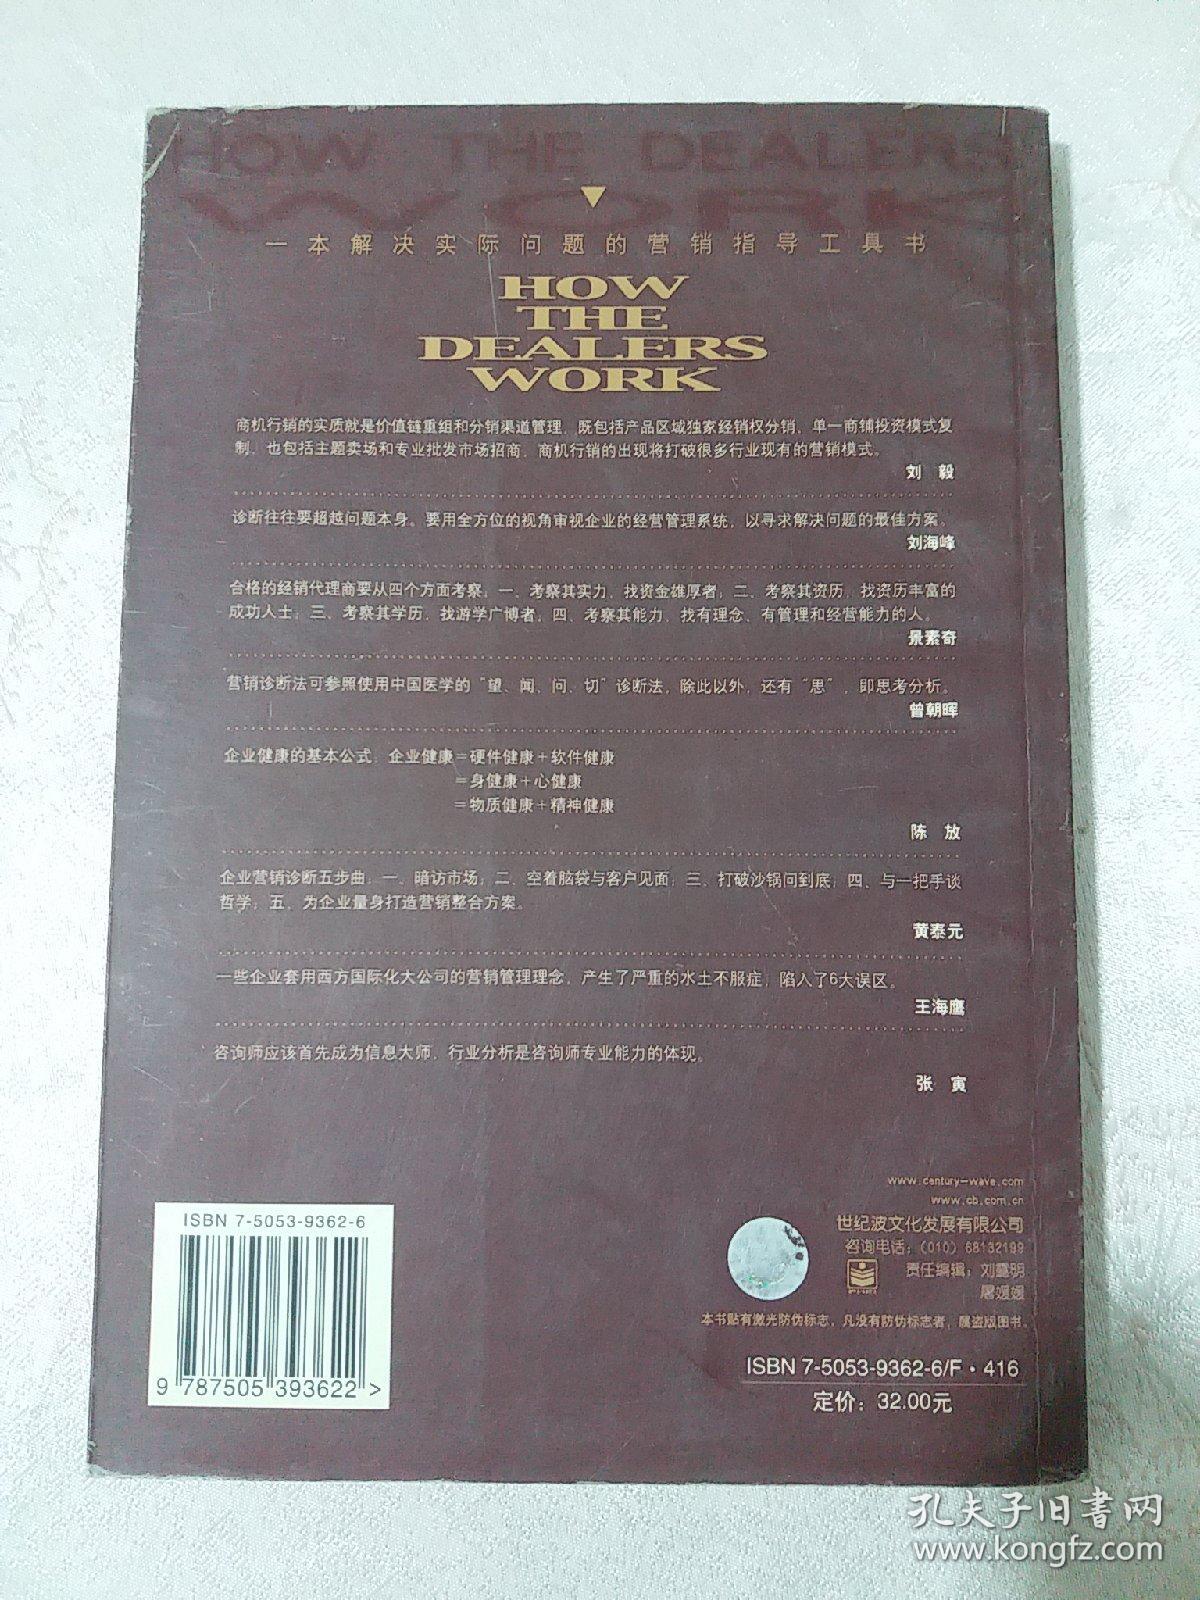 HOW THE DEALERS
WORK
一本解决实际问题的营销指导工具书
HOW
THE
DEALERS
WORK
商机行销的实质就是价值链重组和分销渠道管理，既包括产品区域独家经销权分销，单一商铺投资模式复
制，也包括主题卖场和专业批发市场招商，商机行销的出现将打破很多行业现有的营销模式。
刘 毅
诊断往往要超越问题本身。要用全方位的视角审视企业的经营管理系统，以寻求解决问题的最佳方案。
刘海峰
合格的经销代理商要从四个方面考察：一、考察其实力，找资金雄厚者；二、考察其资历，找资历丰富的
成功人士；三、考察其学历，找游学广博者；四、考察其能力，找有理念、有管理和经营能力的人。
景素奇
营销诊断法可参照使用中国医学的“望、闻、问、切”诊断法，除此以外，还有“思”，即思考分析。
曾朝晖
企业健康的基本公式：企业健康＝硬件健康＋软件健康
＝身健康＋心健康
＝物质健康＋精神健康
陈 放
企业营销诊断五步曲：一、暗访市场；二、空着脑袋与客户见面；三、打破沙锅问到底；四、与一把手谈
哲学；五、为企业量身打造营销整合方案。
黄泰元
一些企业套用西方国际化大公司的营销管理理念，产生了严重的水土不服症，陷入了6大误区。
王海鹰
咨询师应该首先成为信息大师，行业分析是咨询师专业能力的体现。
张 寅
www.century-wave.com
www.cb.com.cn
世纪波文化发展有限公司
咨询电话：(010) 68132199
责任编辑：刘露明
屠媛媛
本书贴有激光防伪标志，凡没有防伪标志者，属盗版图书。
ISBN 7-5053-9362-6
9 787505 393622 >
ISBN 7-5053-9362-6/F·416
定价：32.00元
孔夫子旧书网
www.kongfz.com